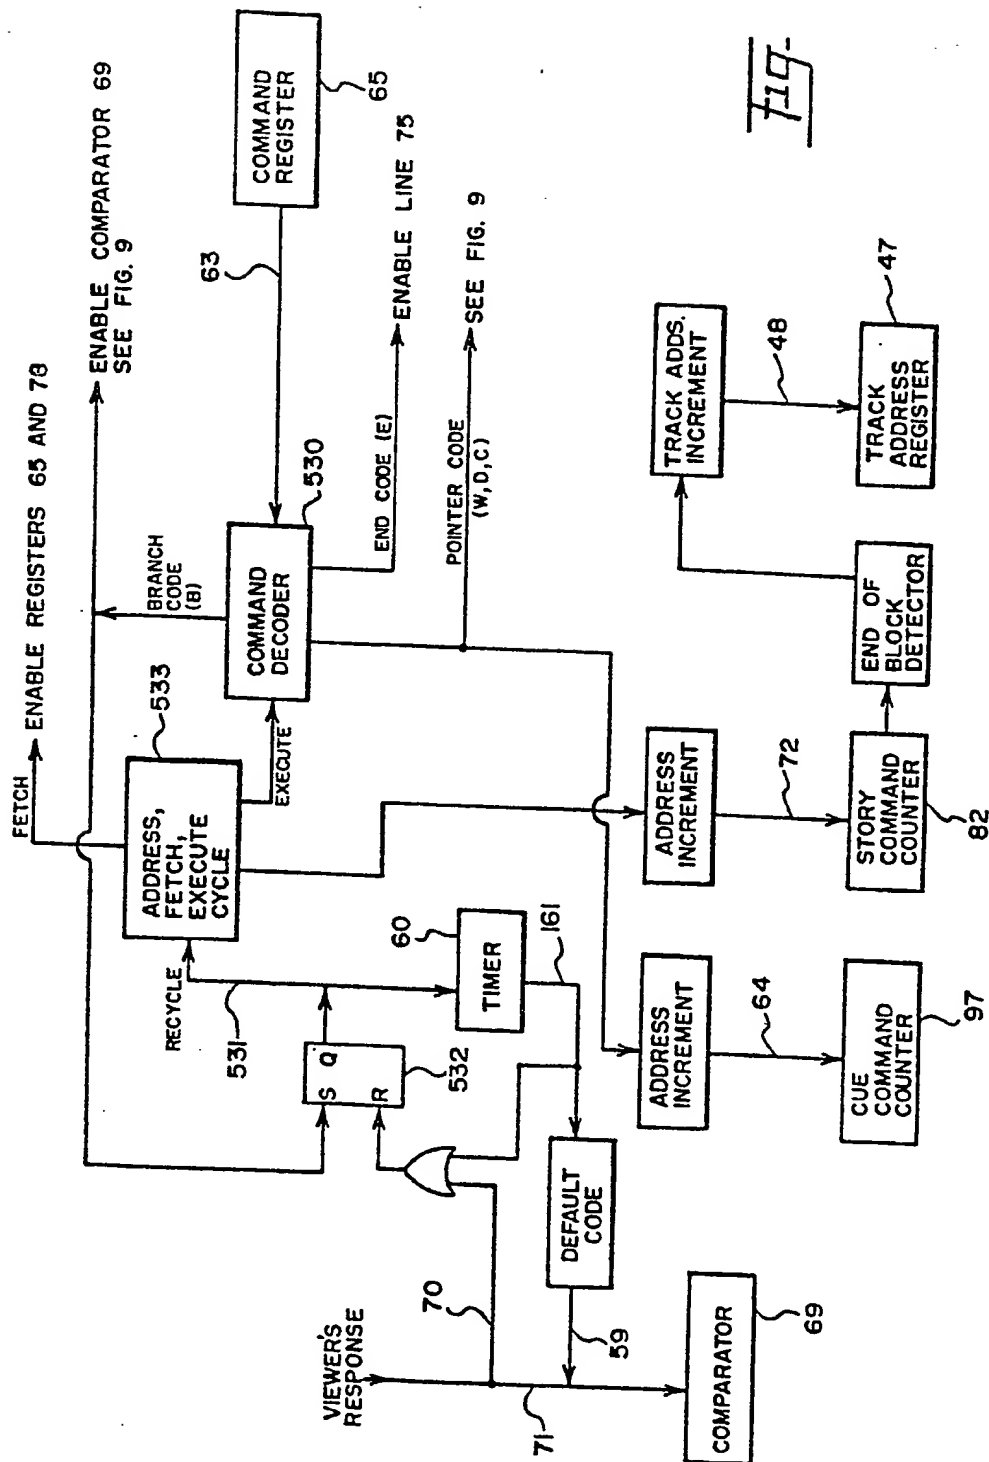 FETCH
ENABLE REGISTERS 65 AND 78
ENABLE COMPARATOR 69
SEE FIG. 9
533
ADDRESS,
FETCH,
EXECUTE
CYCLE
RECYCLE
531
EXECUTE
BRANCH
CODE
(B)
COMMAND
DECODER
530
63
COMMAND
REGISTER
65
END CODE (E)
ENABLE LINE 75
POINTER CODE
(W,D,C)
SEE FIG. 9
S
Q
R
532
60
TIMER
161
VIEWER'S
RESPONSE
70
71
DEFAULT
CODE
59
COMPARATOR
69
ADDRESS
INCREMENT
64
CUE
COMMAND
COUNTER
97
ADDRESS
INCREMENT
72
STORY
COMMAND
COUNTER
82
END OF
BLOCK
DETECTOR
TRACK ADDS.
INCREMENT
48
TRACK
ADDRESS
REGISTER
47
Fig-